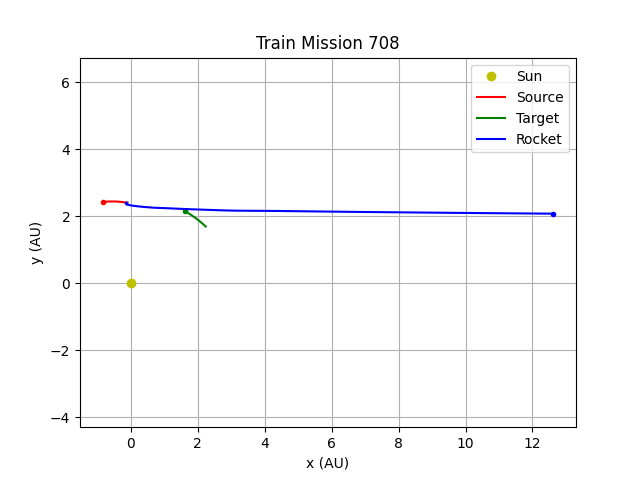 Train Mission 708
Sun
Source
Target
Rocket
6
4
2
0
−2
−4
y (AU)
0
2
4
6
8
10
12
x (AU)